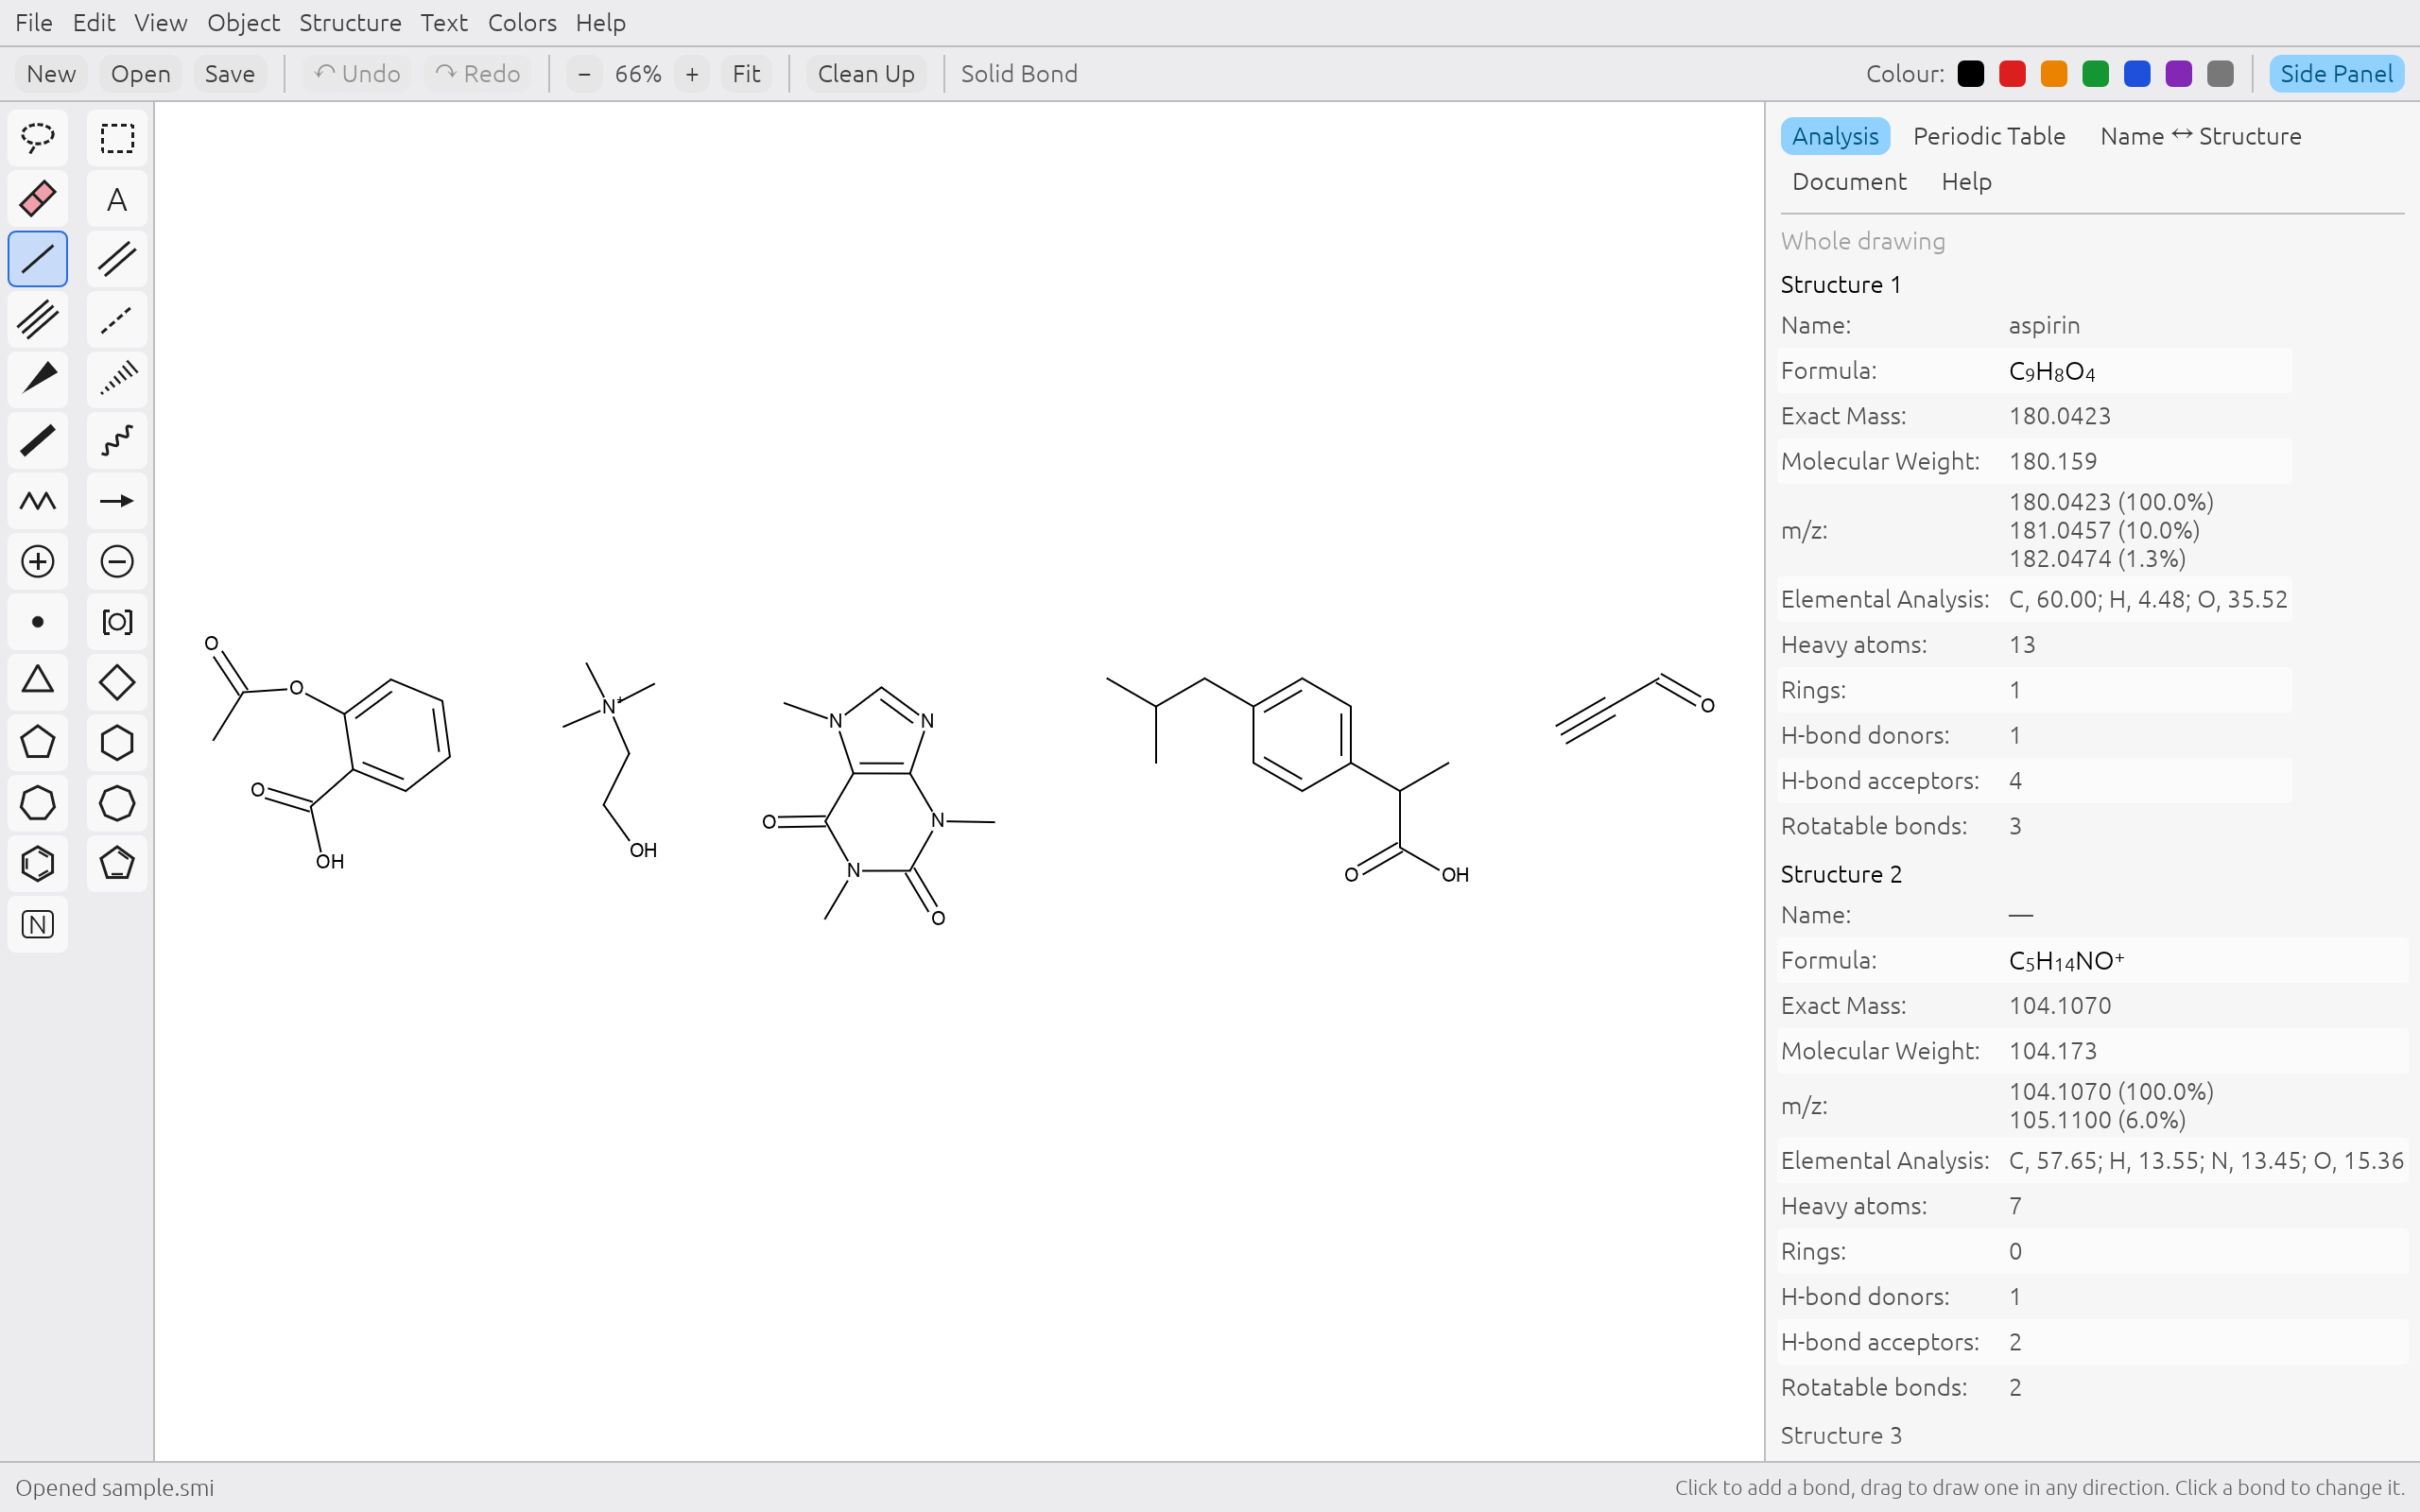 File Edit View Object Structure Text Colors Help
New Open Save ↶ Undo ↷ Redo − 66% + Fit Clean Up Solid Bond Colour: Side Panel
A
N
Analysis Periodic Table Name ↔ Structure
Document Help
Whole drawing
Structure 1
Name: aspirin
Formula: C₉H₈O₄
Exact Mass: 180.0423
Molecular Weight: 180.159
m/z: 180.0423 (100.0%)
181.0457 (10.0%)
182.0474 (1.3%)
Elemental Analysis: C, 60.00; H, 4.48; O, 35.52
Heavy atoms: 13
Rings: 1
H-bond donors: 1
H-bond acceptors: 4
Rotatable bonds: 3
Structure 2
Name: —
Formula: C₅H₁₄NO⁺
Exact Mass: 104.1070
Molecular Weight: 104.173
m/z: 104.1070 (100.0%)
105.1100 (6.0%)
Elemental Analysis: C, 57.65; H, 13.55; N, 13.45; O, 15.36
Heavy atoms: 7
Rings: 0
H-bond donors: 1
H-bond acceptors: 2
Rotatable bonds: 2
Structure 3
O
O
O
OH
N⁺
OH
N
N
O
N
N
O
O
OH
O
Opened sample.smi
Click to add a bond, drag to draw one in any direction. Click a bond to change it.